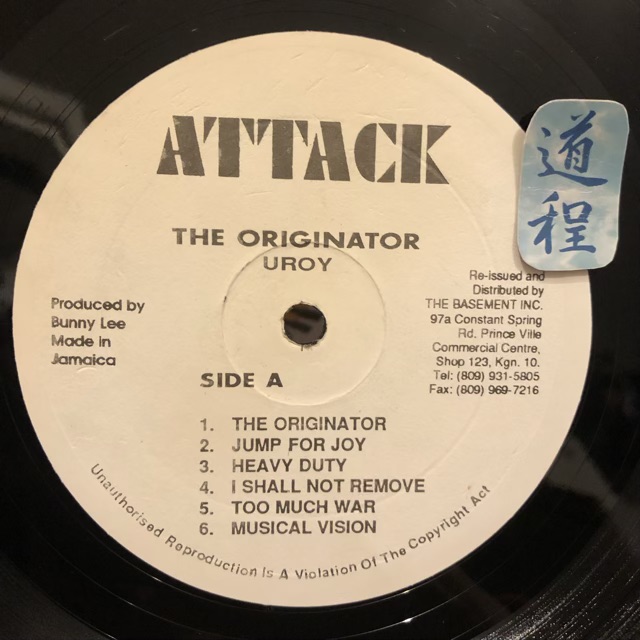 ATTACK
THE ORIGINATOR
UROY
道程
Produced by
Bunny Lee
Made in
Jamaica
Re-issued and
Distributed by
THE BASEMENT INC.
97a Constant Spring
Rd. Prince Ville
Commercial Centre,
Shop 123, Kgn. 10.
Tel: (809) 931-5805
Fax: (809) 969-7216
SIDE A
1. THE ORIGINATOR
2. JUMP FOR JOY
3. HEAVY DUTY
4. I SHALL NOT REMOVE
5. TOO MUCH WAR
6. MUSICAL VISION
Unauthorised Reproduction Is A Violation Of The Copyright Act